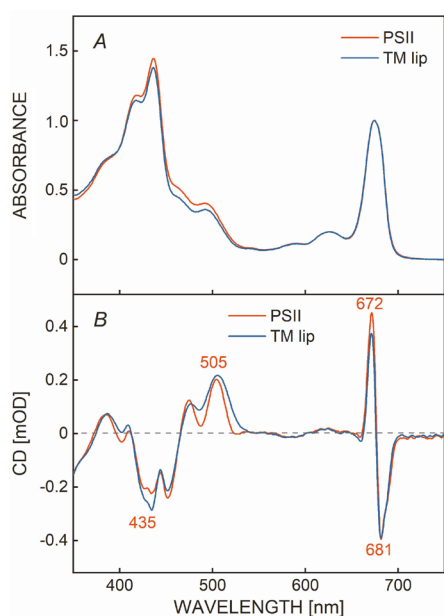 A
PSII
TM lip
1.5
1.0
0.5
0
ABSORBANCE
B
PSII
TM lip
672
505
435
681
0.4
0.2
0
-0.2
-0.4
CD [mOD]
400 500 600 700
WAVELENGTH [nm]